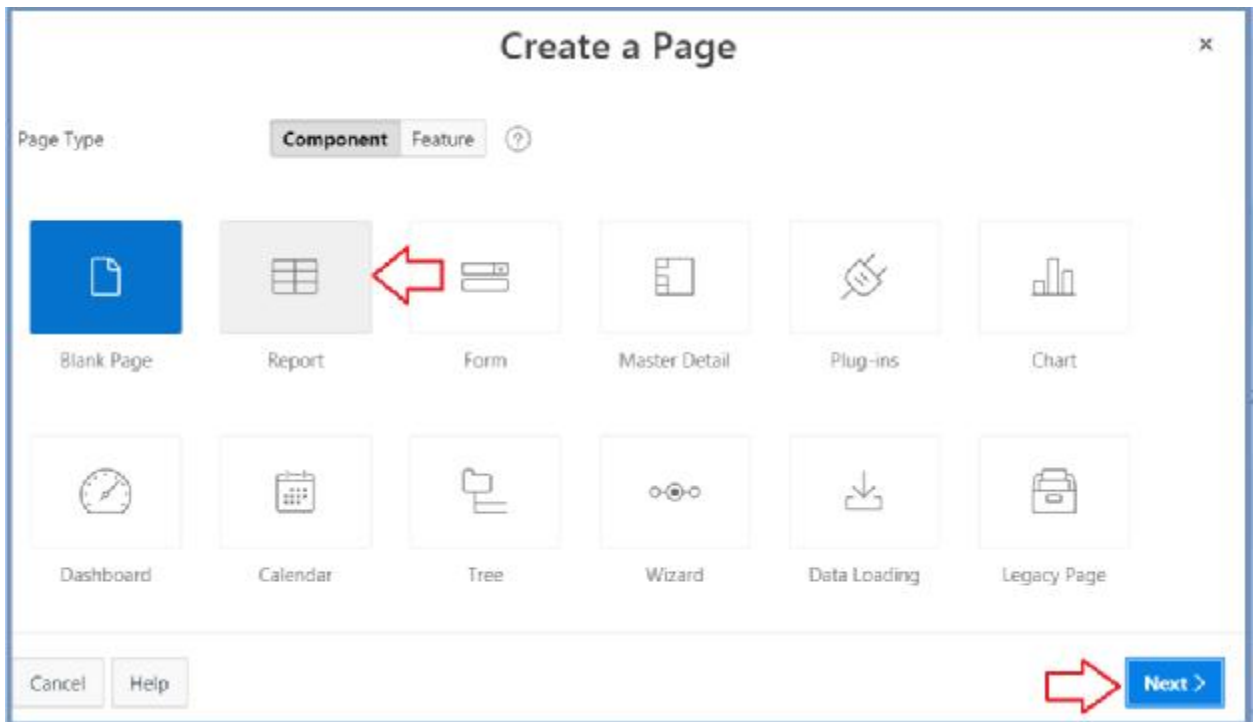 Create a Page
×
Page Type Component Feature ?
Blank Page Report Form Master Detail Plug-ins Chart
Dashboard Calendar Tree Wizard Data Loading Legacy Page
Cancel Help Next >